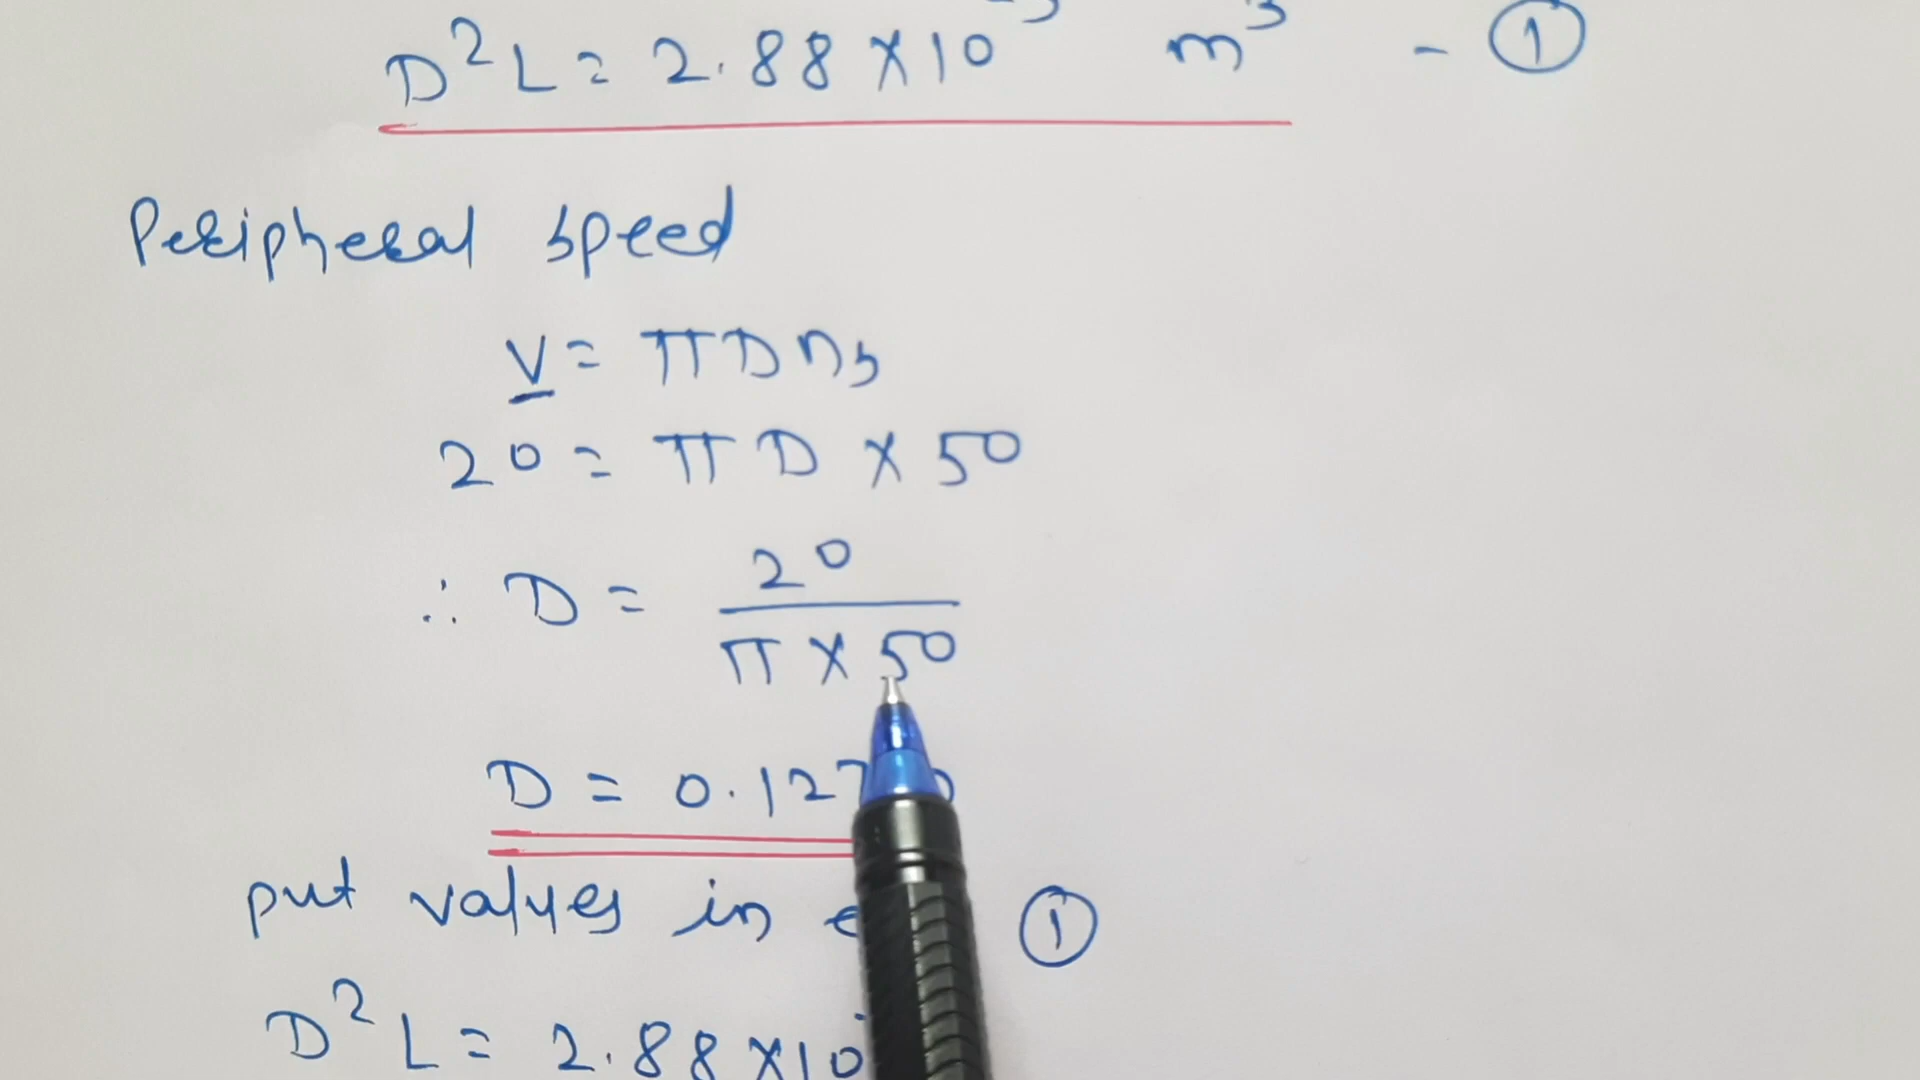 D²L = 2.88 × 10 m³ - ①
Peripheral speed
V = πDns
20 = πD × 50
∴ D = 20 / π × 50
D = 0.127
put values in ①
D²L = 2.88 × 10